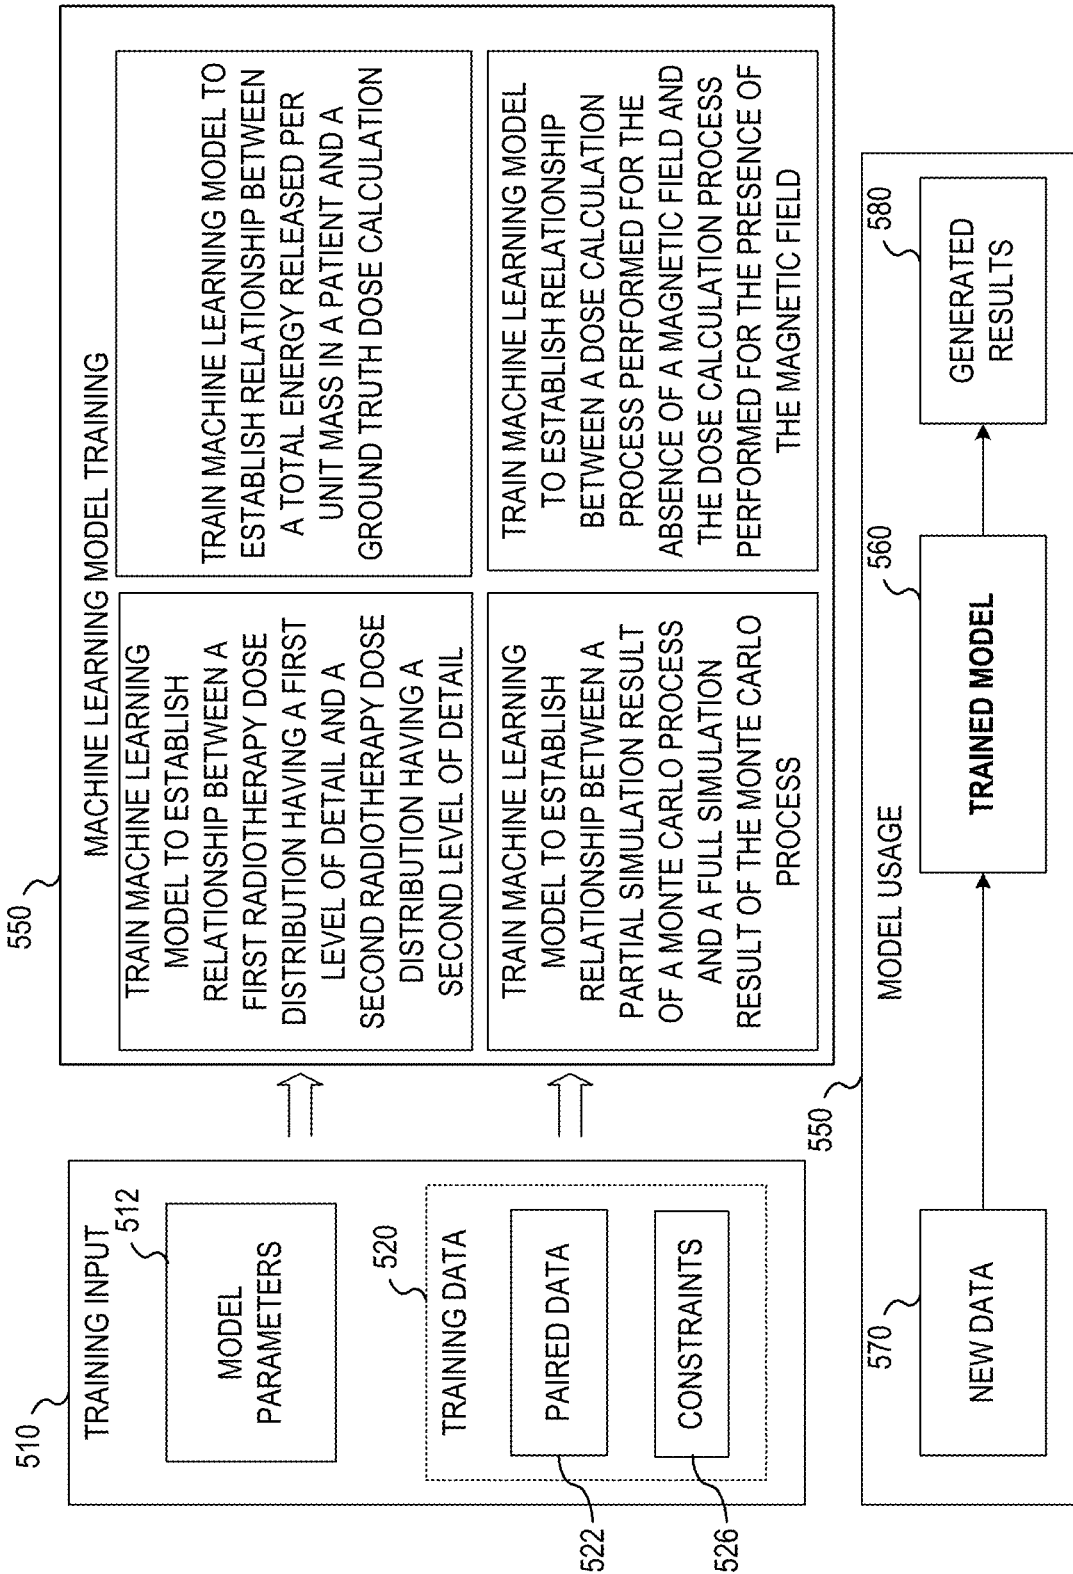 510
TRAINING INPUT
512
MODEL
PARAMETERS
520
TRAINING DATA
PAIRED DATA
522
CONSTRAINTS
526
550
MACHINE LEARNING MODEL TRAINING
TRAIN MACHINE LEARNING
MODEL TO ESTABLISH
RELATIONSHIP BETWEEN A
FIRST RADIOTHERAPY DOSE
DISTRIBUTION HAVING A FIRST
LEVEL OF DETAIL AND A
SECOND RADIOTHERAPY DOSE
DISTRIBUTION HAVING A
SECOND LEVEL OF DETAIL
TRAIN MACHINE LEARNING MODEL TO
ESTABLISH RELATIONSHIP BETWEEN
A TOTAL ENERGY RELEASED PER
UNIT MASS IN A PATIENT AND A
GROUND TRUTH DOSE CALCULATION
TRAIN MACHINE LEARNING
MODEL TO ESTABLISH
RELATIONSHIP BETWEEN A
PARTIAL SIMULATION RESULT
OF A MONTE CARLO PROCESS
AND A FULL SIMULATION
RESULT OF THE MONTE CARLO
PROCESS
TRAIN MACHINE LEARNING MODEL
TO ESTABLISH RELATIONSHIP
BETWEEN A DOSE CALCULATION
PROCESS PERFORMED FOR THE
ABSENCE OF A MAGNETIC FIELD AND
THE DOSE CALCULATION PROCESS
PERFORMED FOR THE PRESENCE OF
THE MAGNETIC FIELD
550
MODEL USAGE
570
NEW DATA
560
TRAINED MODEL
580
GENERATED
RESULTS